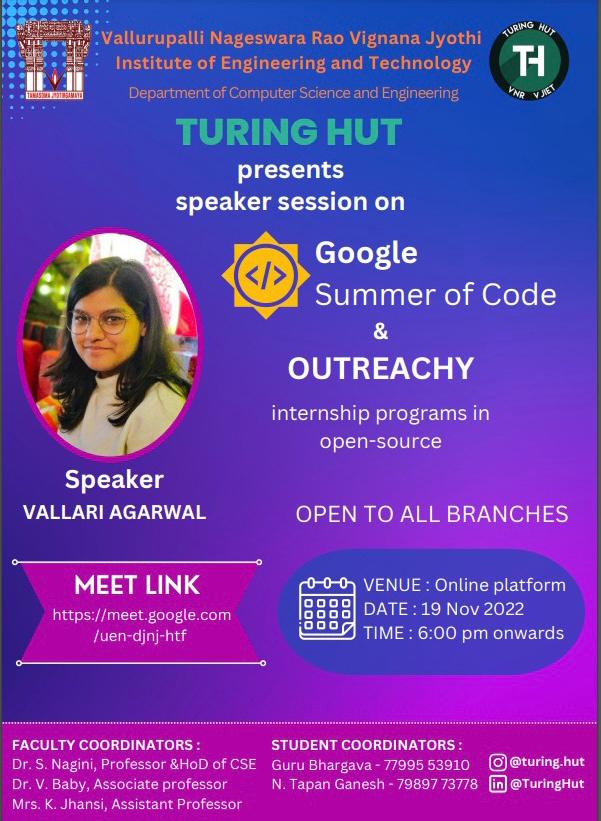 Vallurupalli Nageswara Rao Vignana Jyothi
Institute of Engineering and Technology
Department of Computer Science and Engineering
TAMASOMA JYOTIRGAMAYA
TURING HUT
TH
VNR VJIET
TURING HUT
presents
speaker session on
</>
Google
Summer of Code
&
OUTREACHY
internship programs in
open-source
Speaker
VALLARI AGARWAL
OPEN TO ALL BRANCHES
MEET LINK
https://meet.google.com
/uen-djnj-htf
VENUE : Online platform
DATE : 19 Nov 2022
TIME : 6:00 pm onwards
FACULTY COORDINATORS :
Dr. S. Nagini, Professor &HoD of CSE
Dr. V. Baby, Associate professor
Mrs. K. Jhansi, Assistant Professor
STUDENT COORDINATORS :
Guru Bhargava - 77995 53910
N. Tapan Ganesh - 79897 73778
@turing.hut
in @TuringHut